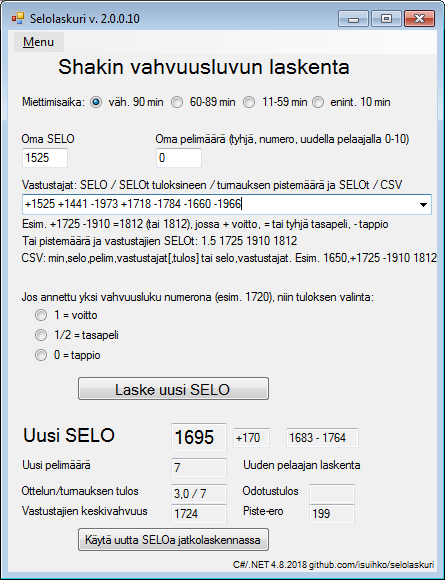 Selolaskuri v. 2.0.0.10
Menu
Shakin vahvuusluvun laskenta
Miettimisaika: väh. 90 min 60-89 min 11-59 min enint. 10 min
Oma SELO Oma pelimäärä (tyhjä, numero, uudella pelaajalla 0-10)
1525 0
Vastustajat: SELO / SELOt tuloksineen / turnauksen pistemäärä ja SELOt / CSV
+1525 +1441 -1973 +1718 -1784 -1660 -1966
Esim. +1725 -1910 =1812 (tai 1812), jossa + voitto, = tai tyhjä tasapeli, - tappio
Tai pistemäärä ja vastustajien SELOt: 1.5 1725 1910 1812
CSV: min,selo,pelim,vastustajat[,tulos] tai selo,vastustajat. Esim. 1650,+1725 -1910 1812
Jos annettu yksi vahvuusluku numerona (esim. 1720), niin tuloksen valinta:
1 = voitto
1/2 = tasapeli
0 = tappio
Laske uusi SELO
Uusi SELO 1695 +170 1683 - 1764
Uusi pelimäärä 7 Uuden pelaajan laskenta
Ottelun/turnauksen tulos 3,0 / 7 Odotustulos
Vastustajien keskivahvuus 1724 Piste-ero 199
Käytä uutta SELOa jatkolaskennassa
C#/.NET 4.8.2018 github.com/isuihko/selolaskuri